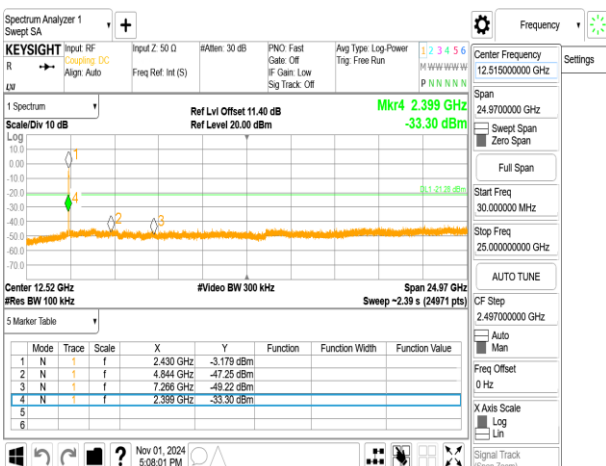 Spectrum Analyzer 1
Swept SA
Frequency
KEYSIGHT
R
Input: RF
Coupling: DC
Align: Auto
Input Z: 50 Ω
Freq Ref: Int (S)
#Atten: 30 dB
PNO: Fast
Gate: Off
IF Gain: Low
Sig Track: Off
Avg Type: Log-Power
Trig: Free Run
1 2 3 4 5 6
M W W W W W
P N N N N N
Center Frequency
12.515000000 GHz
Settings
Span
24.9700000 GHz
Swept Span
Zero Span
Full Span
Start Freq
30.000000 MHz
Stop Freq
25.000000000 GHz
AUTO TUNE
CF Step
2.497000000 GHz
Auto
Man
Freq Offset
0 Hz
X Axis Scale
Log
Lin
Signal Track
1 Spectrum
Scale/Div 10 dB
Log
Ref Lvl Offset 11.40 dB
Ref Level 20.00 dBm
Mkr4 2.399 GHz
-33.30 dBm
10.0
0.00
-10.0
-20.0
-30.0
-40.0
-50.0
-60.0
-70.0
1
4
2
3
DL1 -21.28 dBm
Center 12.52 GHz
#Res BW 100 kHz
#Video BW 300 kHz
Span 24.97 GHz
Sweep ~2.39 s (24971 pts)
5 Marker Table
Mode Trace Scale X Y Function Function Width Function Value
1 N 1 f 2.430 GHz -3.179 dBm
2 N 1 f 4.844 GHz -47.25 dBm
3 N 1 f 7.266 GHz -49.22 dBm
4 N 1 f 2.399 GHz -33.30 dBm
5
6
?
Nov 01, 2024
5:08:01 PM